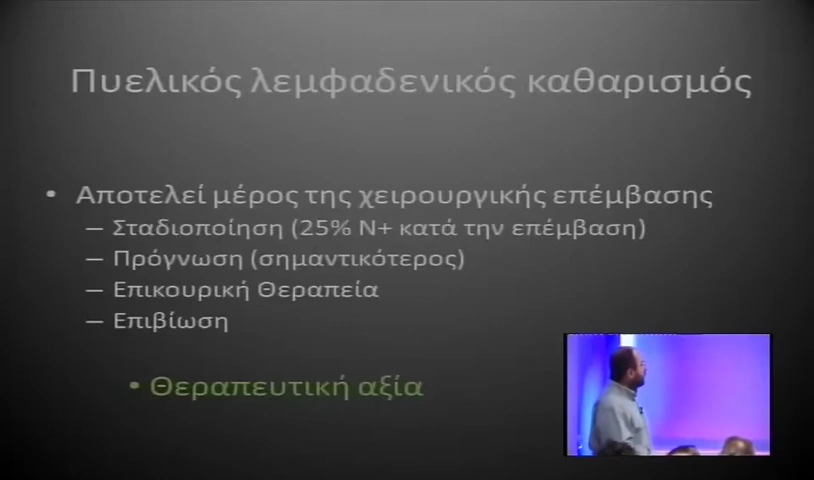 Πυελικός λεμφαδενικός καθαρισμός
• Αποτελεί μέρος της χειρουργικής επέμβασης
– Σταδιοποίηση (25% N+ κατά την επέμβαση)
– Πρόγνωση (σημαντικότερος)
– Επικουρική Θεραπεία
– Επιβίωση
• Θεραπευτική αξία